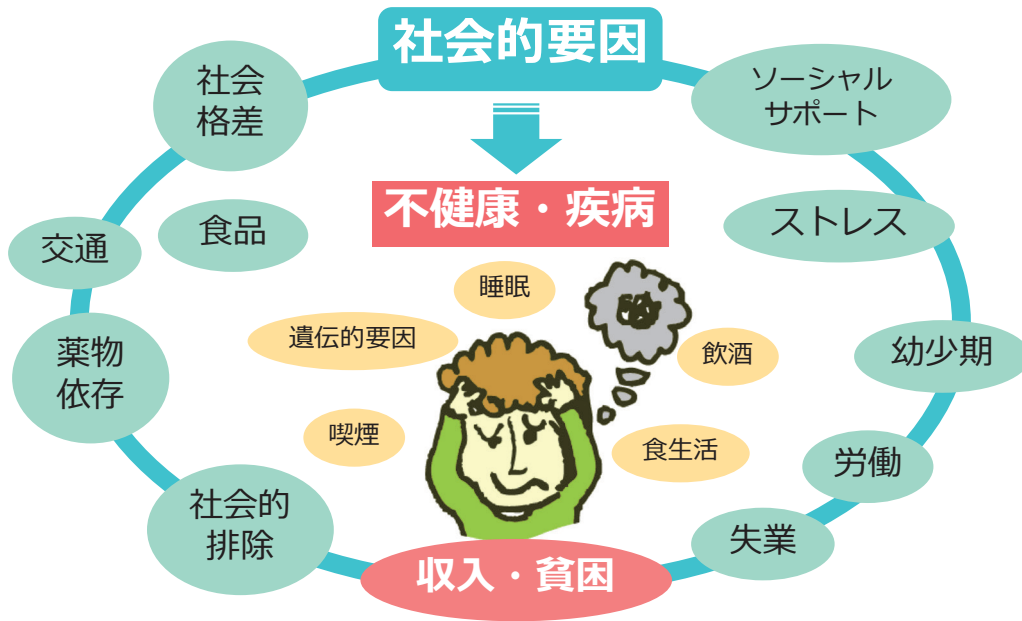 社会的要因
社会
格差
ソーシャル
サポート
不健康・疾病
交通
食品
ストレス
睡眠
遺伝的要因
飲酒
薬物
依存
幼少期
喫煙
食生活
労働
社会的
排除
失業
収入・貧困